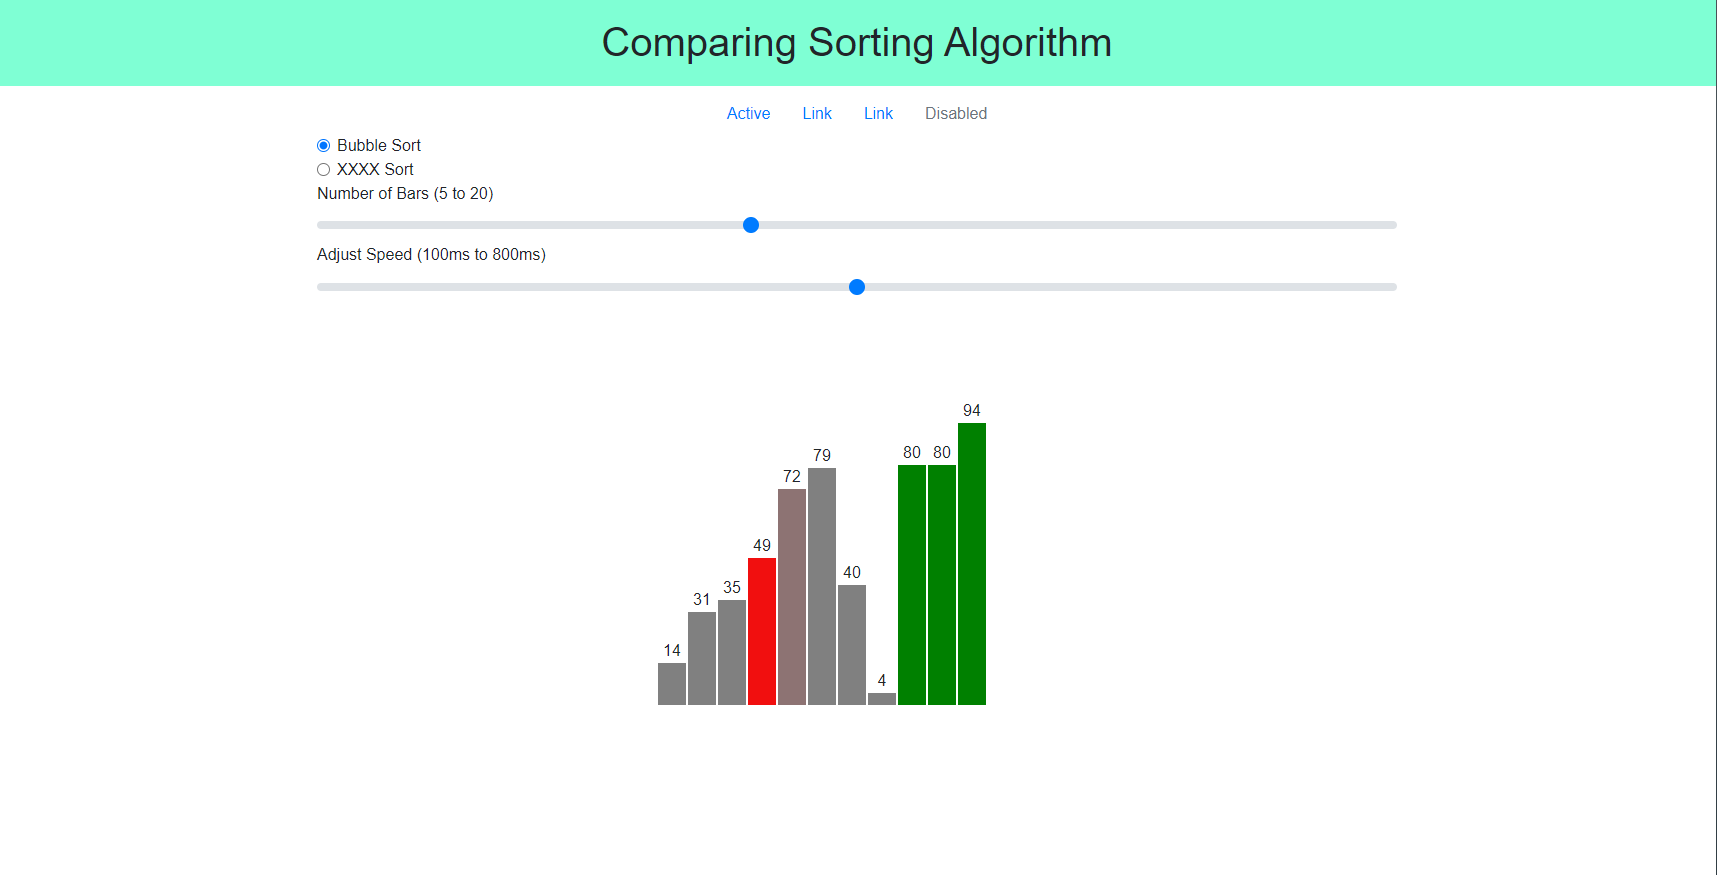 Comparing Sorting Algorithm
Active Link Link Disabled
Bubble Sort
XXXX Sort
Number of Bars (5 to 20)
Adjust Speed (100ms to 800ms)
14 31 35 49 72 79 40 4 80 80 94